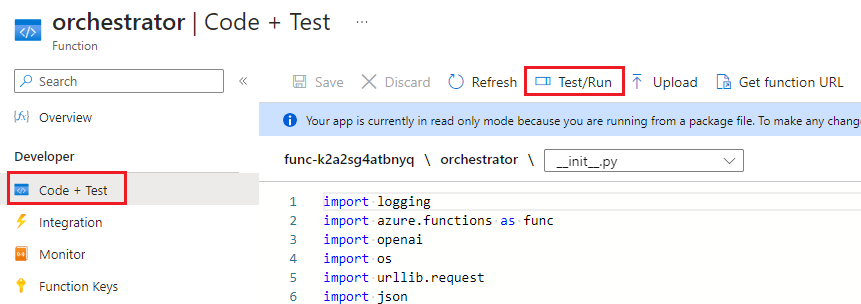 orchestrator | Code + Test ...
Function
Search
«
Save
Discard
Refresh
Test/Run
Upload
Get function URL
Overview
Your app is currently in read only mode because you are running from a package file. To make any change
Developer
func-k2a2sg4atbnyq \ orchestrator \ __init__.py
Code + Test
Integration
Monitor
Function Keys
1 import logging
2 import azure.functions as func
3 import openai
4 import os
5 import urllib.request
6 import json